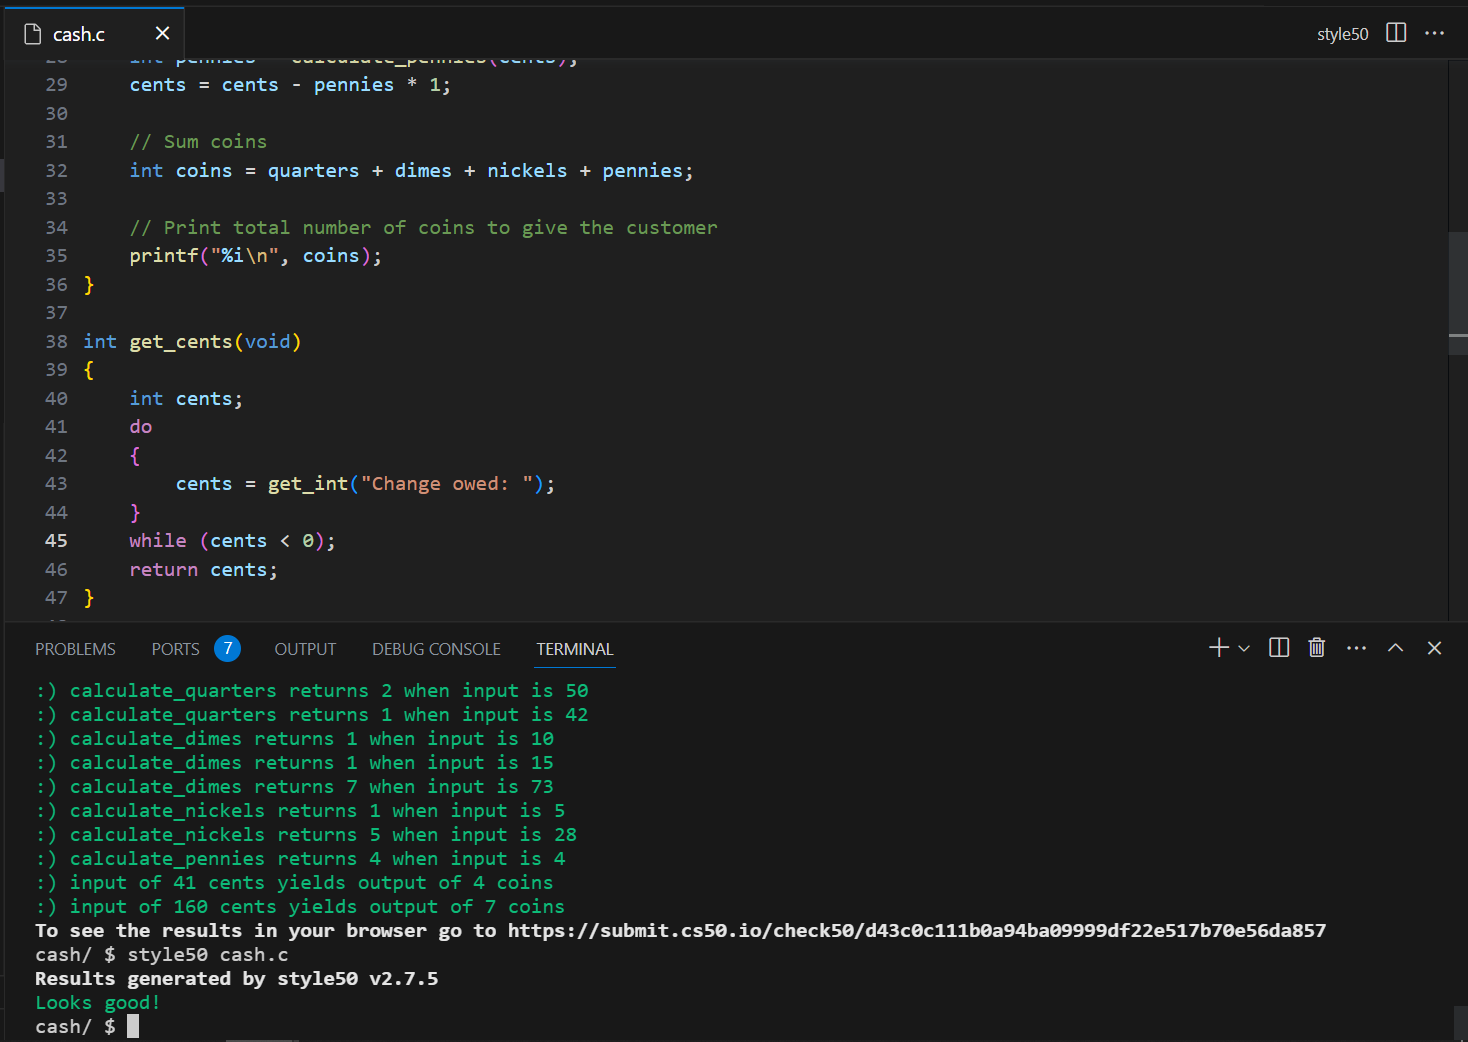 cash.c
style50
28     int pennies = calculate_pennies(cents);
29     cents = cents - pennies * 1;
30
31     // Sum coins
32     int coins = quarters + dimes + nickels + pennies;
33
34     // Print total number of coins to give the customer
35     printf("%i\n", coins);
36 }
37
38 int get_cents(void)
39 {
40     int cents;
41     do
42     {
43         cents = get_int("Change owed: ");
44     }
45     while (cents < 0);
46     return cents;
47 }
PROBLEMS PORTS 7 OUTPUT DEBUG CONSOLE TERMINAL
:) calculate_quarters returns 2 when input is 50
:) calculate_quarters returns 1 when input is 42
:) calculate_dimes returns 1 when input is 10
:) calculate_dimes returns 1 when input is 15
:) calculate_dimes returns 7 when input is 73
:) calculate_nickels returns 1 when input is 5
:) calculate_nickels returns 5 when input is 28
:) calculate_pennies returns 4 when input is 4
:) input of 41 cents yields output of 4 coins
:) input of 160 cents yields output of 7 coins
To see the results in your browser go to https://submit.cs50.io/check50/d43c0c111b0a94ba09999df22e517b70e56da857
cash/ $ style50 cash.c
Results generated by style50 v2.7.5
Looks good!
cash/ $